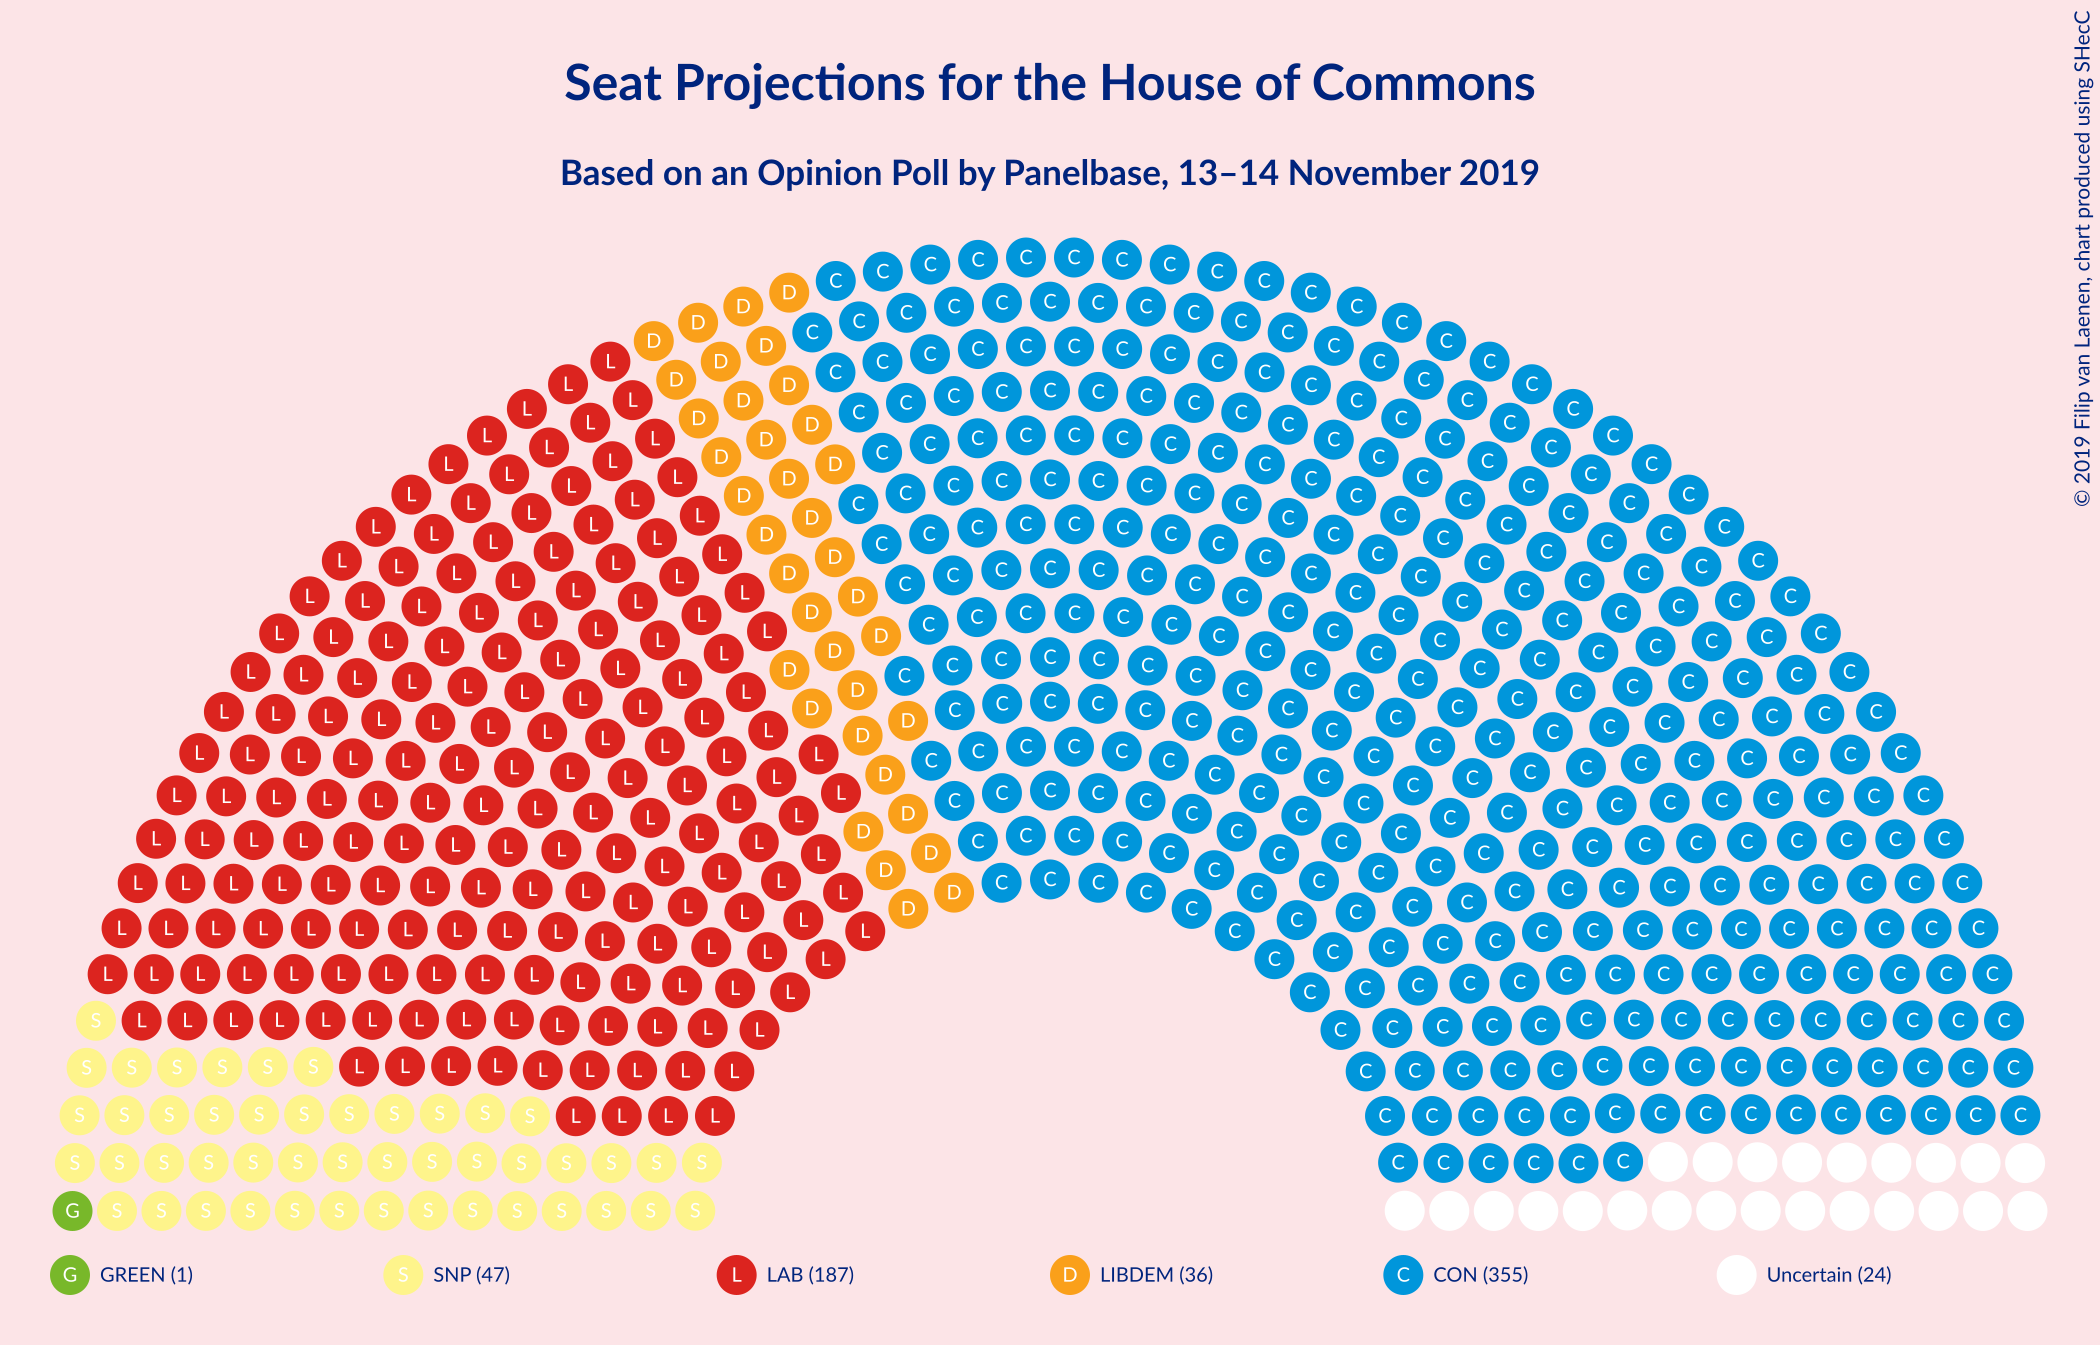 Seat Projections for the House of Commons
Based on an Opinion Poll by Panelbase, 13–14 November 2019
© 2019 Filip van Laenen, chart produced using SHecC
G GREEN (1)
S SNP (47)
L LAB (187)
D LIBDEM (36)
C CON (355)
Uncertain (24)